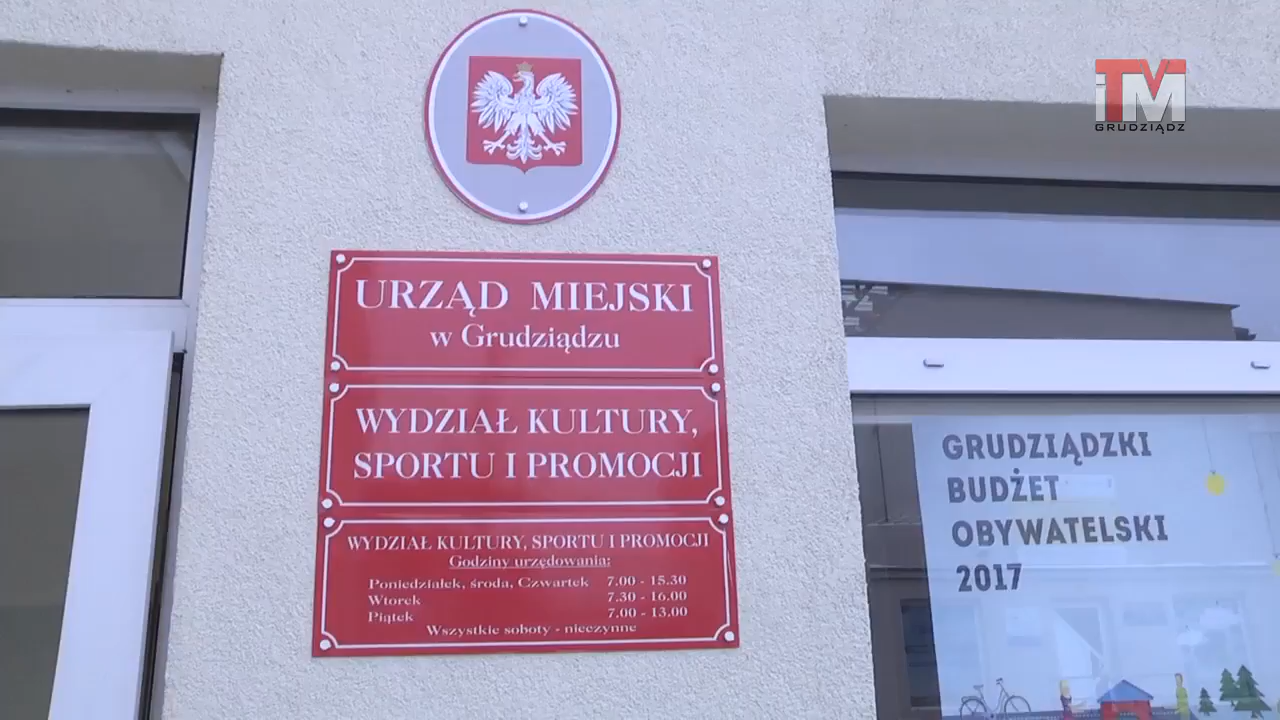 iTVM
GRUDZIĄDZ
URZĄD MIEJSKI
w Grudziądzu
WYDZIAŁ KULTURY,
SPORTU I PROMOCJI
WYDZIAŁ KULTURY, SPORTU I PROMOCJI
Godziny urzędowania:
Poniedziałek, środa, Czwartek 7.00 - 15.30
Wtorek 7.30 - 16.00
Piątek 7.00 - 13.00
Wszystkie soboty - nieczynne
GRUDZIĄDZKI
BUDŻET
OBYWATELSKI
2017